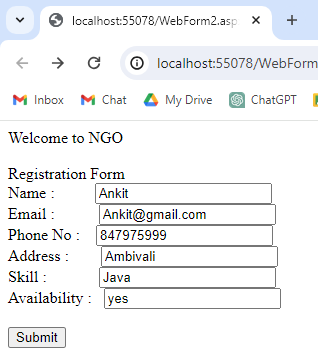 localhost:55078/WebForm2.asp
localhost:55078/WebForm
Inbox Chat My Drive ChatGPT
Welcome to NGO
Registration Form
Name : Ankit
Email : Ankit@gmail.com
Phone No : 847975999
Address : Ambivali
Skill : Java
Availability : yes
Submit